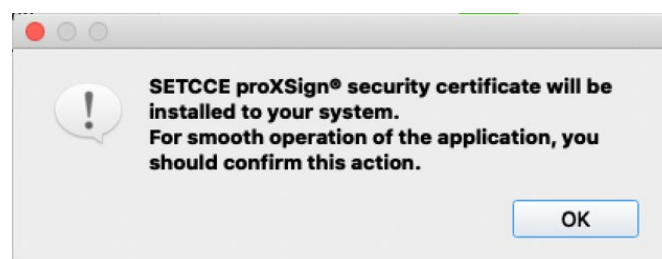 SETCCE proXSign® security certificate will be
installed to your system.
For smooth operation of the application, you
should confirm this action.
OK